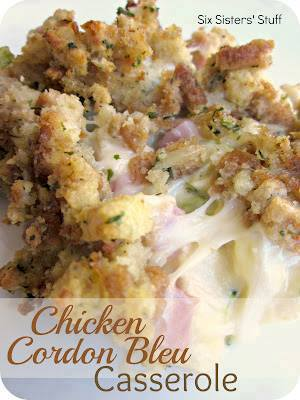 Six Sisters' Stuff
Chicken
Cordon Bleu
Casserole